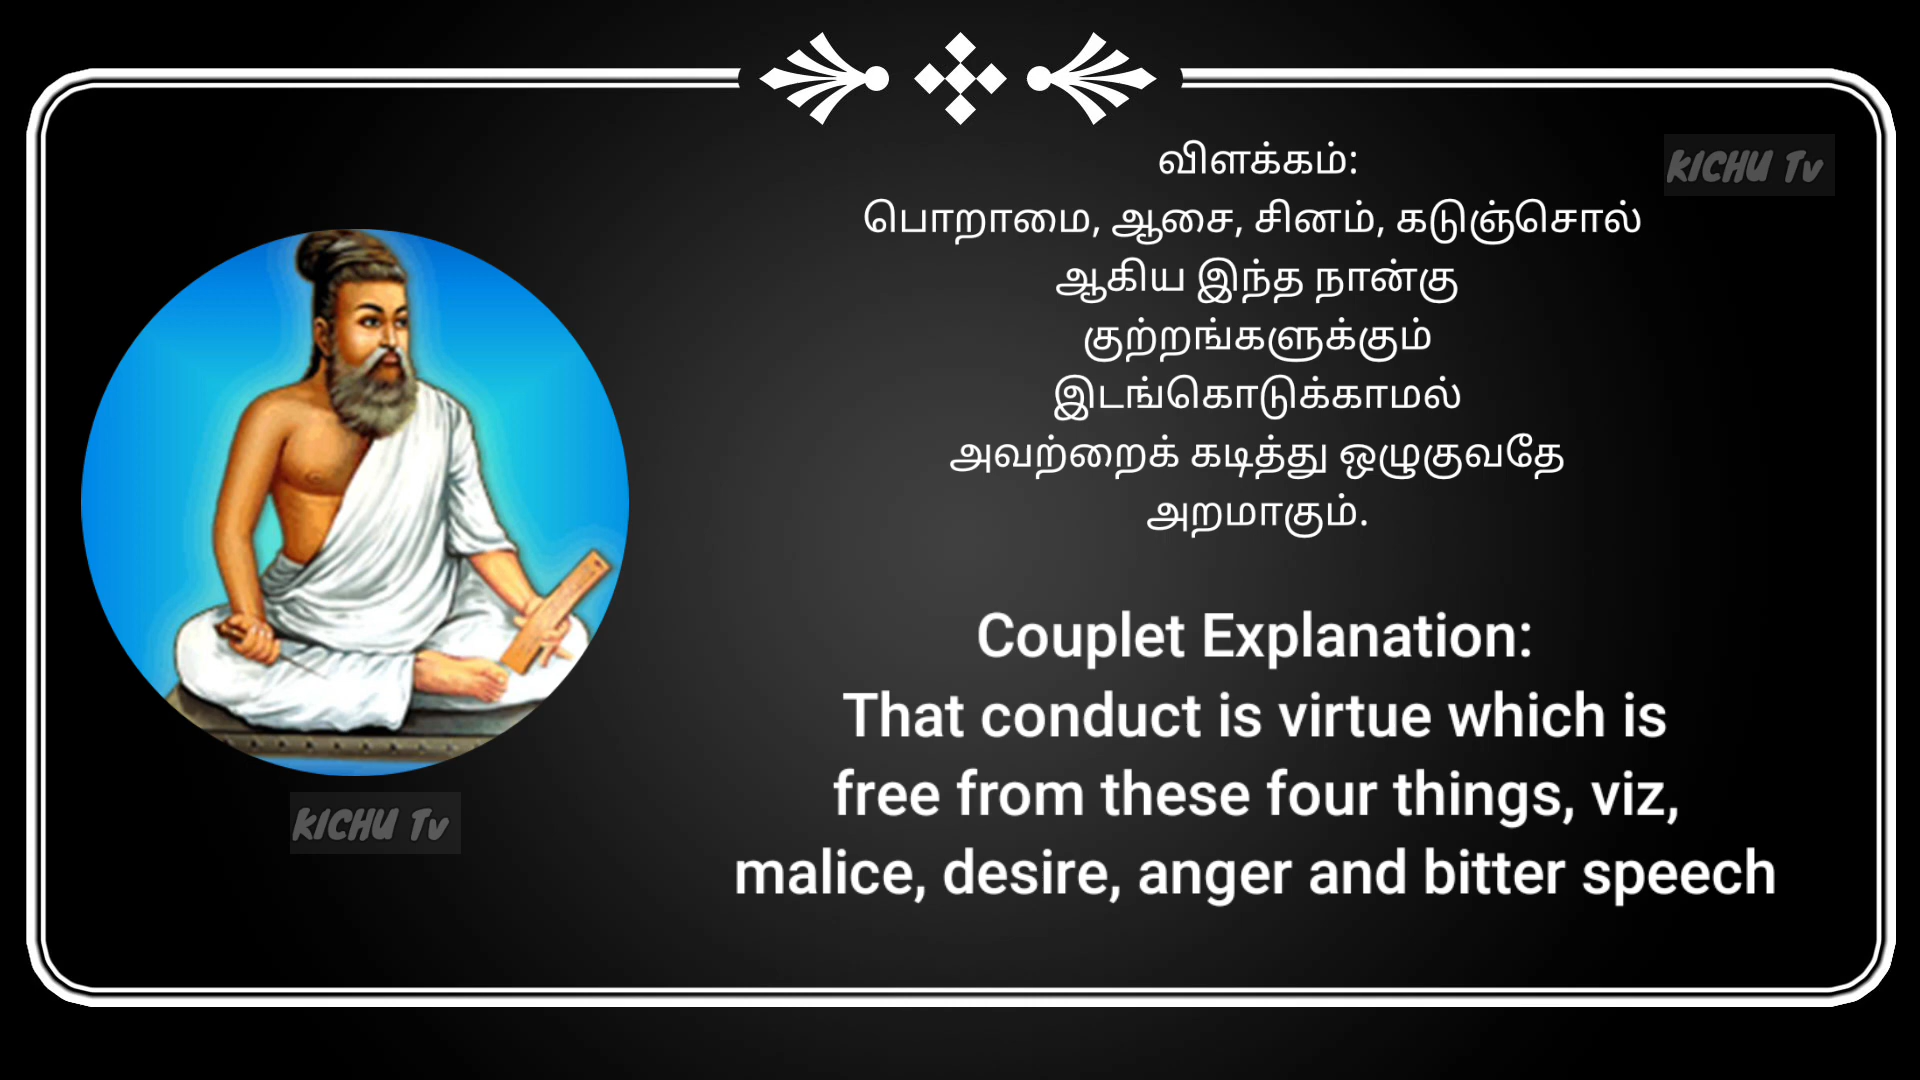 விளக்கம்:
பொறாமை, ஆசை, சினம், கடுஞ்சொல்
ஆகிய இந்த நான்கு
குற்றங்களுக்கும்
இடங்கொடுக்காமல்
அவற்றைக் கடித்து ஒழுகுவதே
அறமாகும்.
Couplet Explanation:
That conduct is virtue which is
free from these four things, viz,
malice, desire, anger and bitter speech
KICHU Tv
KICHU Tv